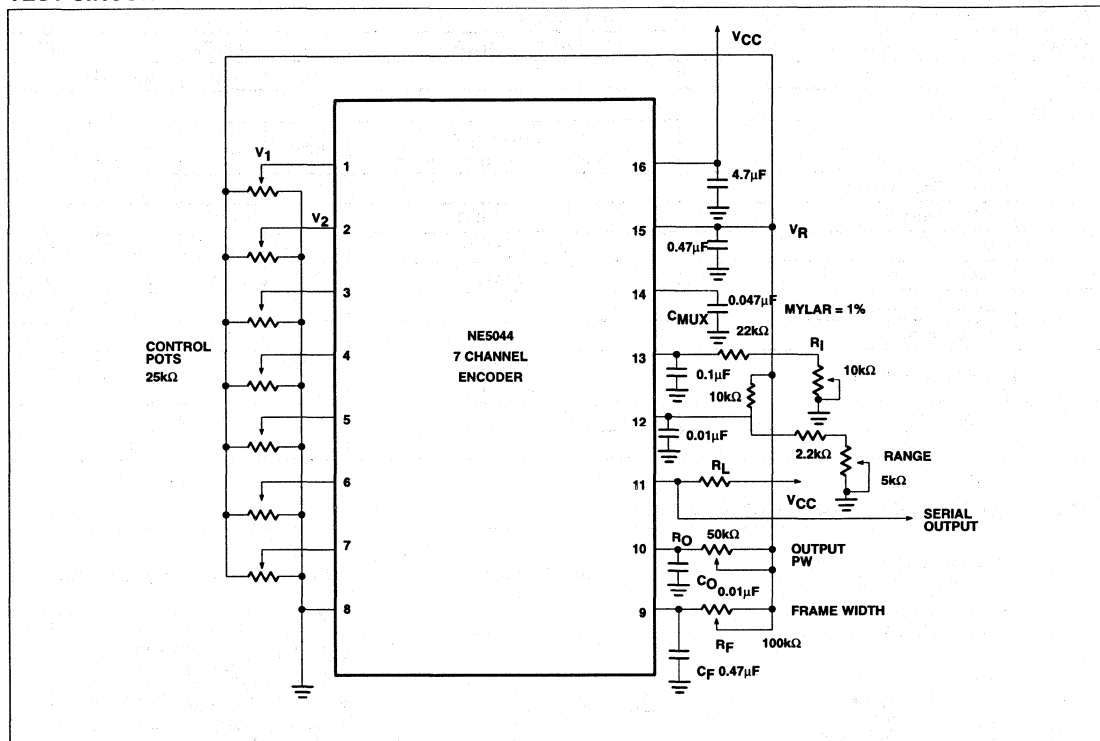 VCC
V1
1
V2
2
3
4
5
6
7
8
CONTROL
POTS
25kΩ
NE5044
7 CHANNEL
ENCODER
16
4.7μF
15
VR
0.47μF
14
0.047μF
CMUX
MYLAR = 1%
22kΩ
13
RI
10kΩ
0.1μF
10kΩ
12
0.01μF
2.2kΩ
RANGE
5kΩ
11
RL
VCC
SERIAL
OUTPUT
10
RO
50kΩ
OUTPUT
PW
CO 0.01μF
9
FRAME WIDTH
RF
100kΩ
CF 0.47μF